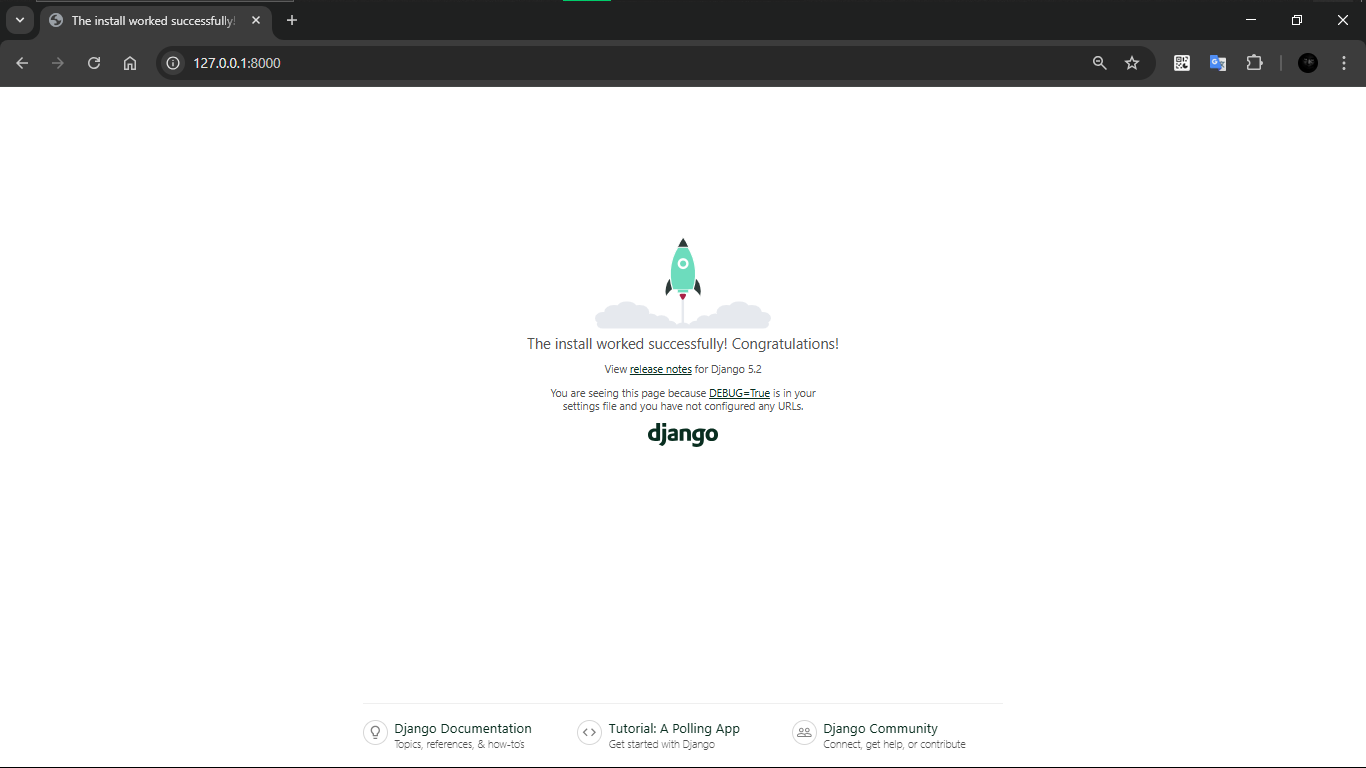 The install worked successfully!
127.0.0.1:8000
The install worked successfully! Congratulations!
View release notes for Django 5.2
You are seeing this page because DEBUG=True is in your
settings file and you have not configured any URLs.
django
Django Documentation
Topics, references, & how-to's
Tutorial: A Polling App
Get started with Django
Django Community
Connect, get help, or contribute